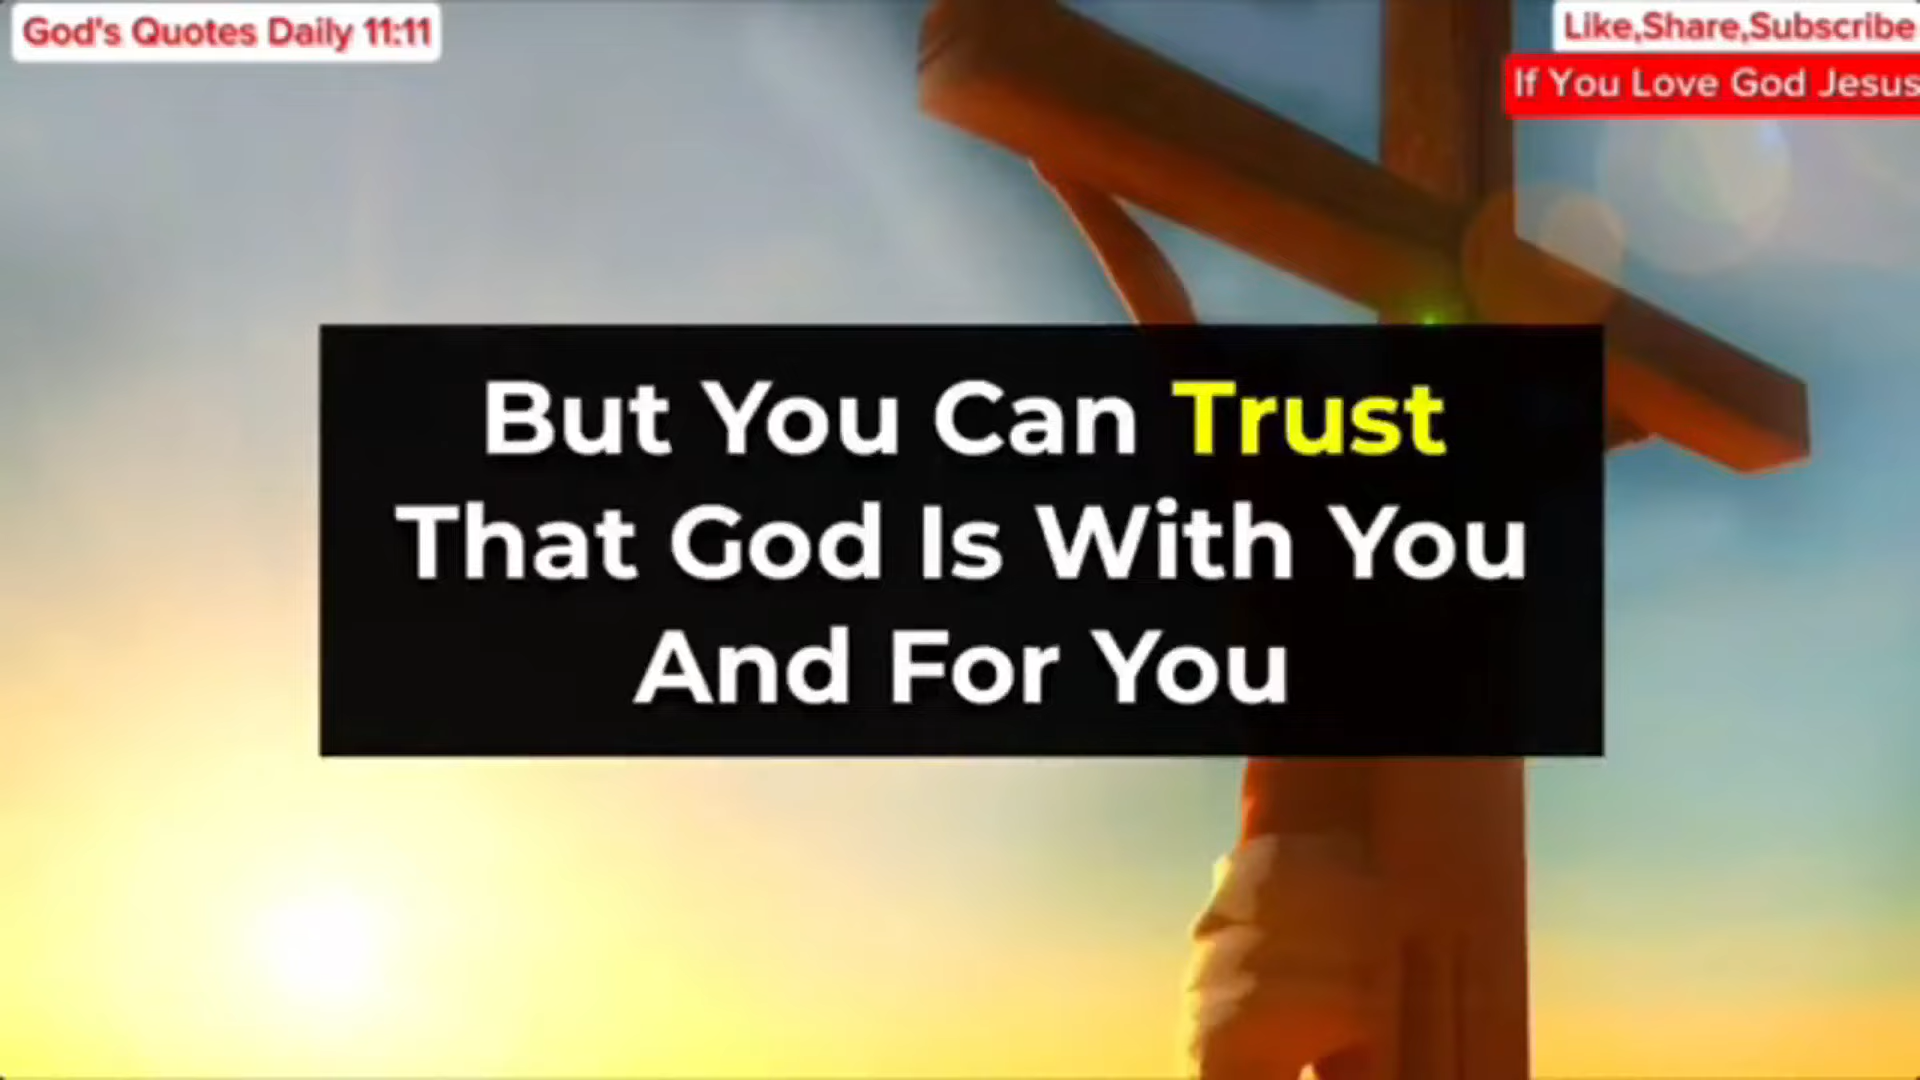 God's Quotes Daily 11:11
Like,Share,Subscribe
If You Love God Jesus
But You Can Trust
That God Is With You
And For You